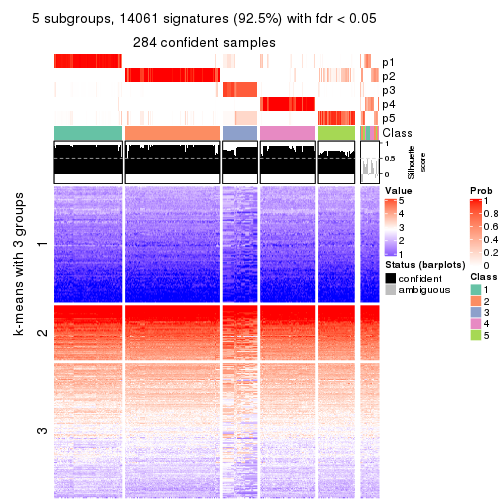 5 subgroups, 14061 signatures (92.5%) with fdr < 0.05
284 confident samples
p1
p2
p3
p4
p5
Class
1
0.5
0
Silhouette
score
k-means with 3 groups
1
2
3
Value
5
4
3
2
1
Status (barplots)
confident
ambiguous
Prob
1
0.8
0.6
0.4
0.2
0
Class
1
2
3
4
5